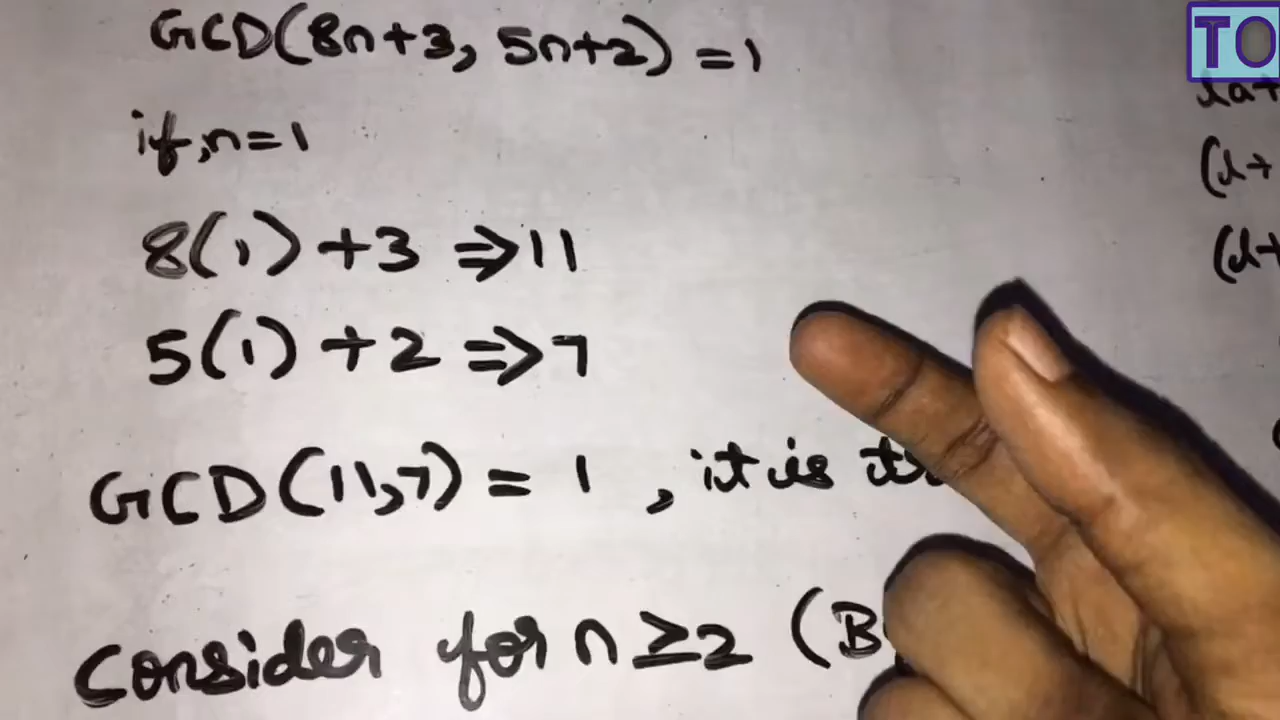 TO
GCD(8n+3, 5n+2) = 1
if, n=1
8(1) +3 ⇒ 11
5(1) +2 ⇒ 7
GCD(11,7) = 1 , it is
Consider for n ≥ 2 (B
(d+
(d+